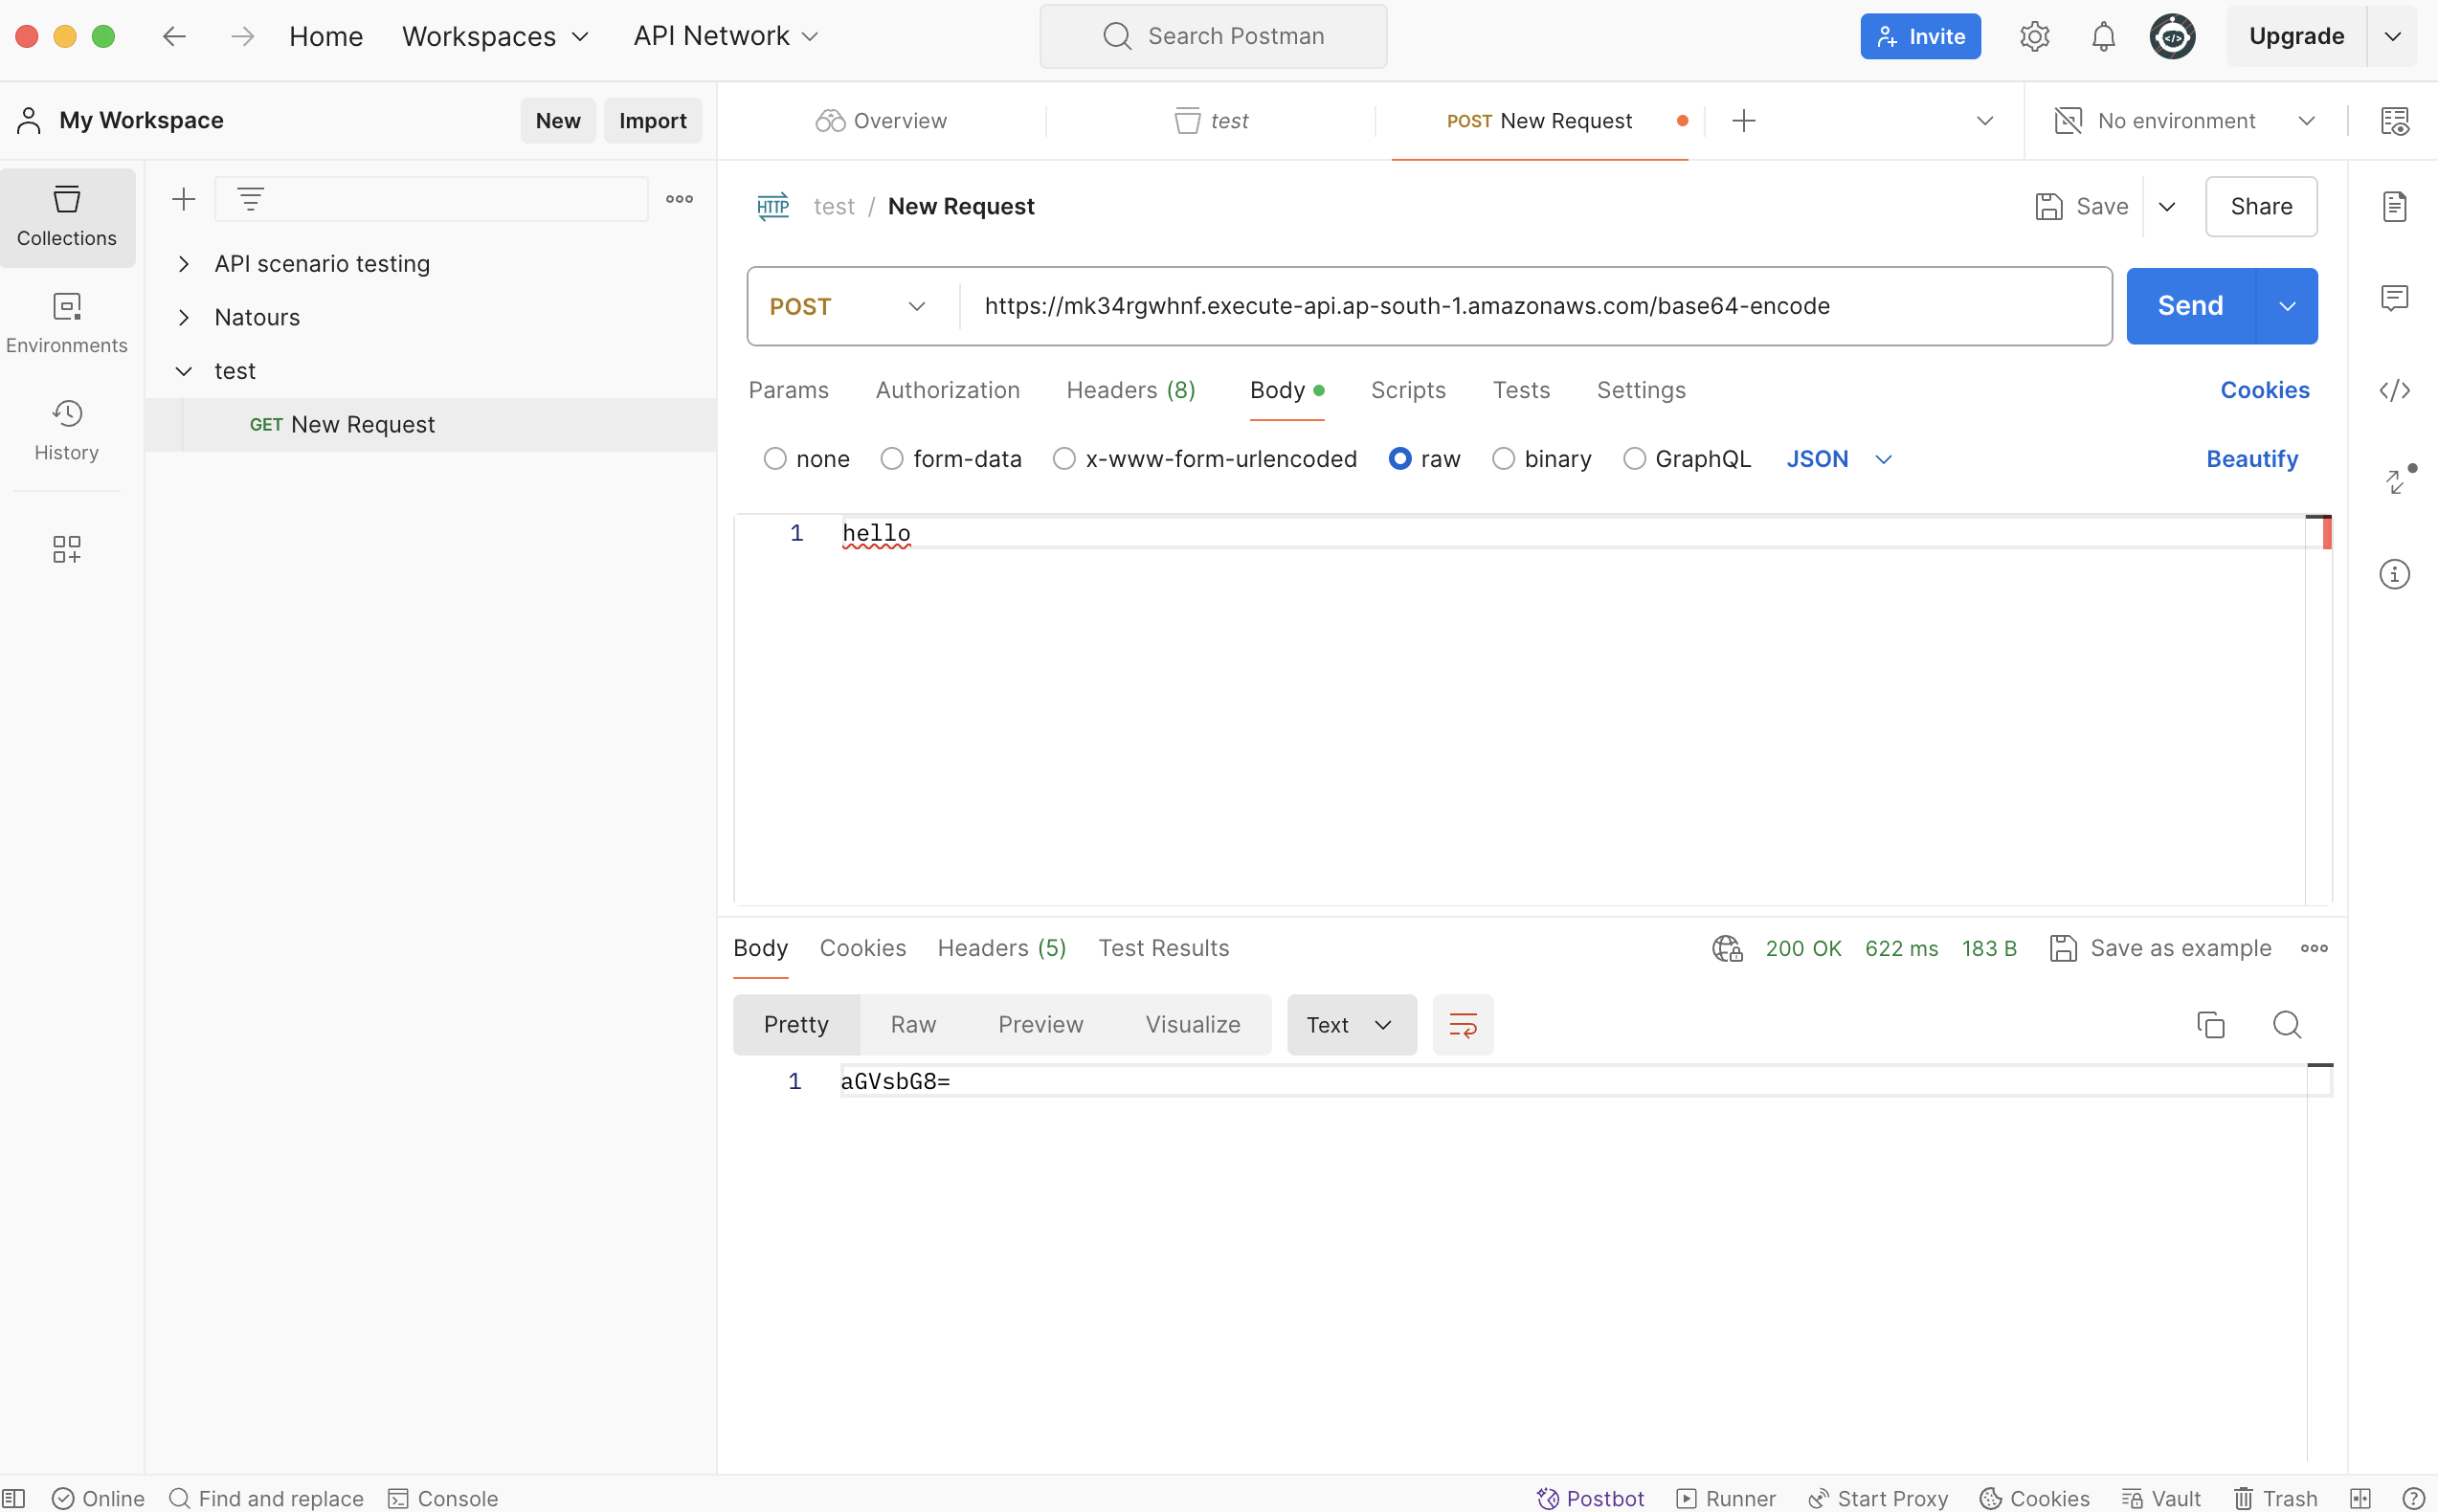 Home Workspaces API Network Search Postman Invite Upgrade
My Workspace New Import Overview test POST New Request No environment
Collections
Environments
History
API scenario testing
Natours
test
GET New Request
HTTP test / New Request Save Share
POST https://mk34rgwhnf.execute-api.ap-south-1.amazonaws.com/base64-encode Send
Params Authorization Headers (8) Body Scripts Tests Settings Cookies
none form-data x-www-form-urlencoded raw binary GraphQL JSON Beautify
1 hello
Body Cookies Headers (5) Test Results 200 OK 622 ms 183 B Save as example
Pretty Raw Preview Visualize Text
1 aGVsbG8=
Online Find and replace Console Postbot Runner Start Proxy Cookies Vault Trash